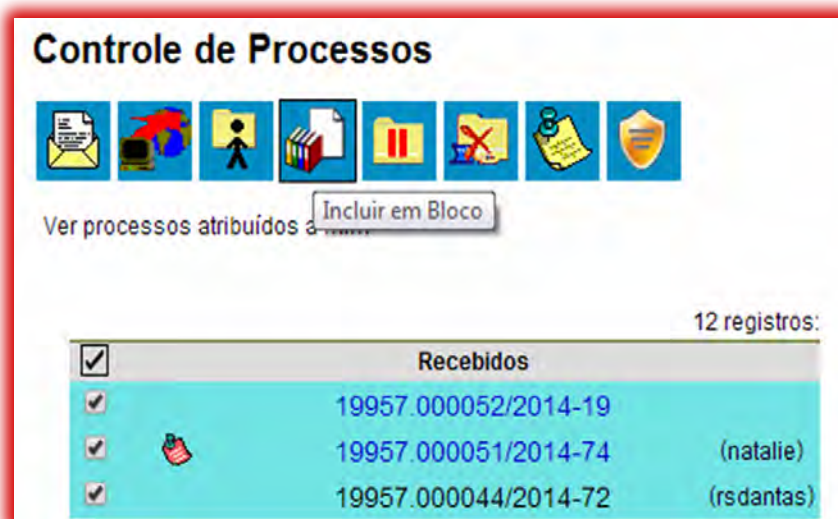 Controle de Processos
Incluir em Bloco
Ver processos atribuídos a
12 registros:
Recebidos
19957.000052/2014-19
19957.000051/2014-74 (natalie)
19957.000044/2014-72 (rsdantas)